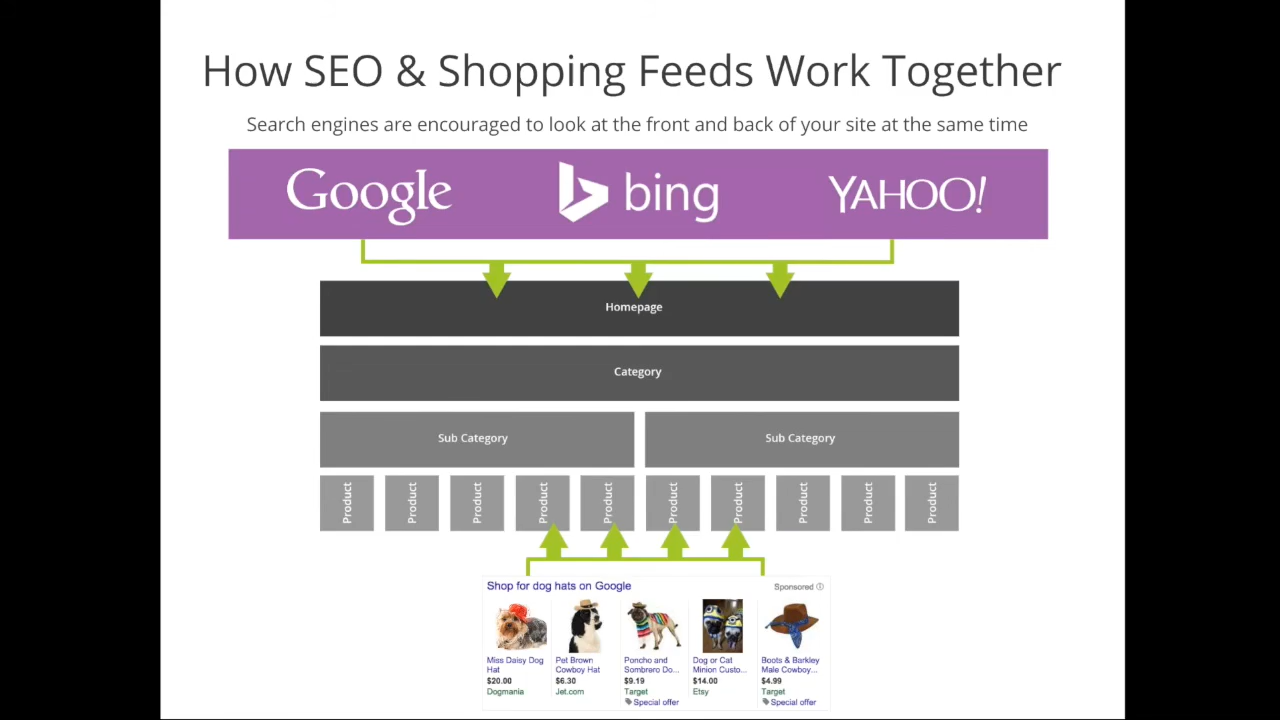 How SEO & Shopping Feeds Work Together
Search engines are encouraged to look at the front and back of your site at the same time
Google bing YAHOO!
Homepage
Category
Sub Category Sub Category
Product Product Product Product Product Product Product Product Product Product
Shop for dog hats on Google Sponsored
Miss Daisy Dog Pet Brown Poncho and Dog or Cat Boots & Barkley
Hat Cowboy Hat Sombrero Do... Minion Custo... Male Cowboy...
$20.00 $6.30 $9.19 $14.00 $4.99
Dogmania Jet.com Target Etsy Target
Special offer Special offer